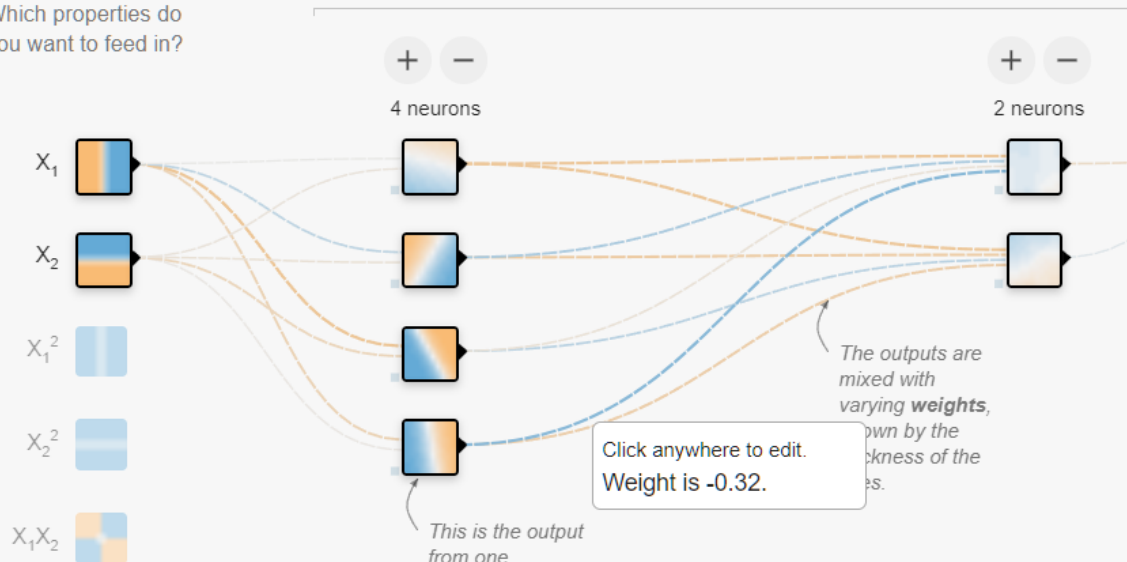 Which properties do
you want to feed in?
4 neurons
2 neurons
X1
X2
X1²
X2²
X1X2
The outputs are
mixed with
varying weights,
own by the
ckness of the
es.
Click anywhere to edit.
Weight is -0.32.
This is the output
from one